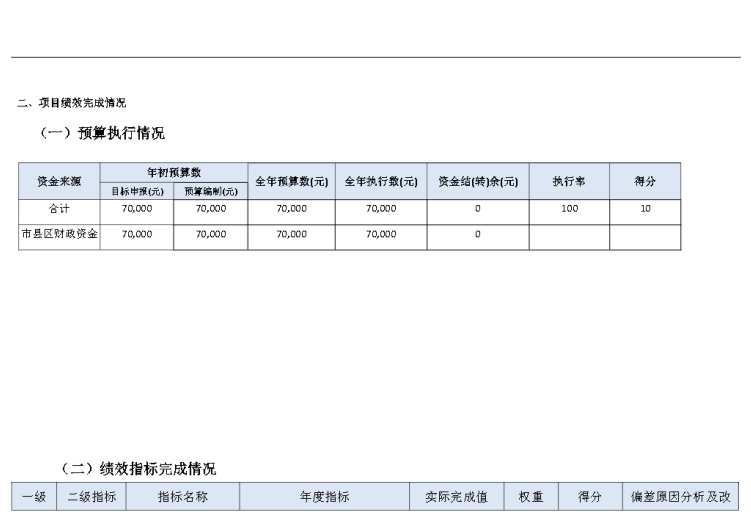 二、项目绩效完成情况
（一）预算执行情况
资金来源 年初预算数 全年预算数(元) 全年执行数(元) 资金结(转)余(元) 执行率 得分
目标申报(元) 预算编制(元)
合计 70,000 70,000 70,000 70,000 0 100 10
市县区财政资金 70,000 70,000 70,000 70,000 0
（二）绩效指标完成情况
一级 二级指标 指标名称 年度指标 实际完成值 权重 得分 偏差原因分析及改